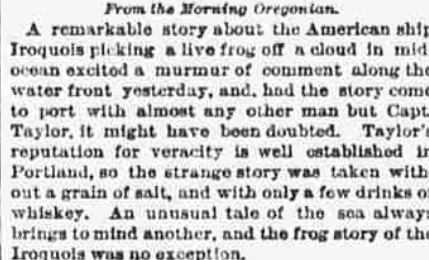 From the Morning Oregonian.
A remarkable story about the American ship
Iroquois picking a live frog off a cloud in mid
ocean excited a murmur of comment along the
water front yesterday, and, had the story come
to port with almost any other man but Capt.
Taylor, it might have been doubted. Taylor's
reputation for veracity is well established in
Portland, so the strange story was taken with-
out a grain of salt, and with only a few drinks of
whiskey. An unusual tale of the sea always
brings to mind another, and the frog story of the
Iroquois was no exception.